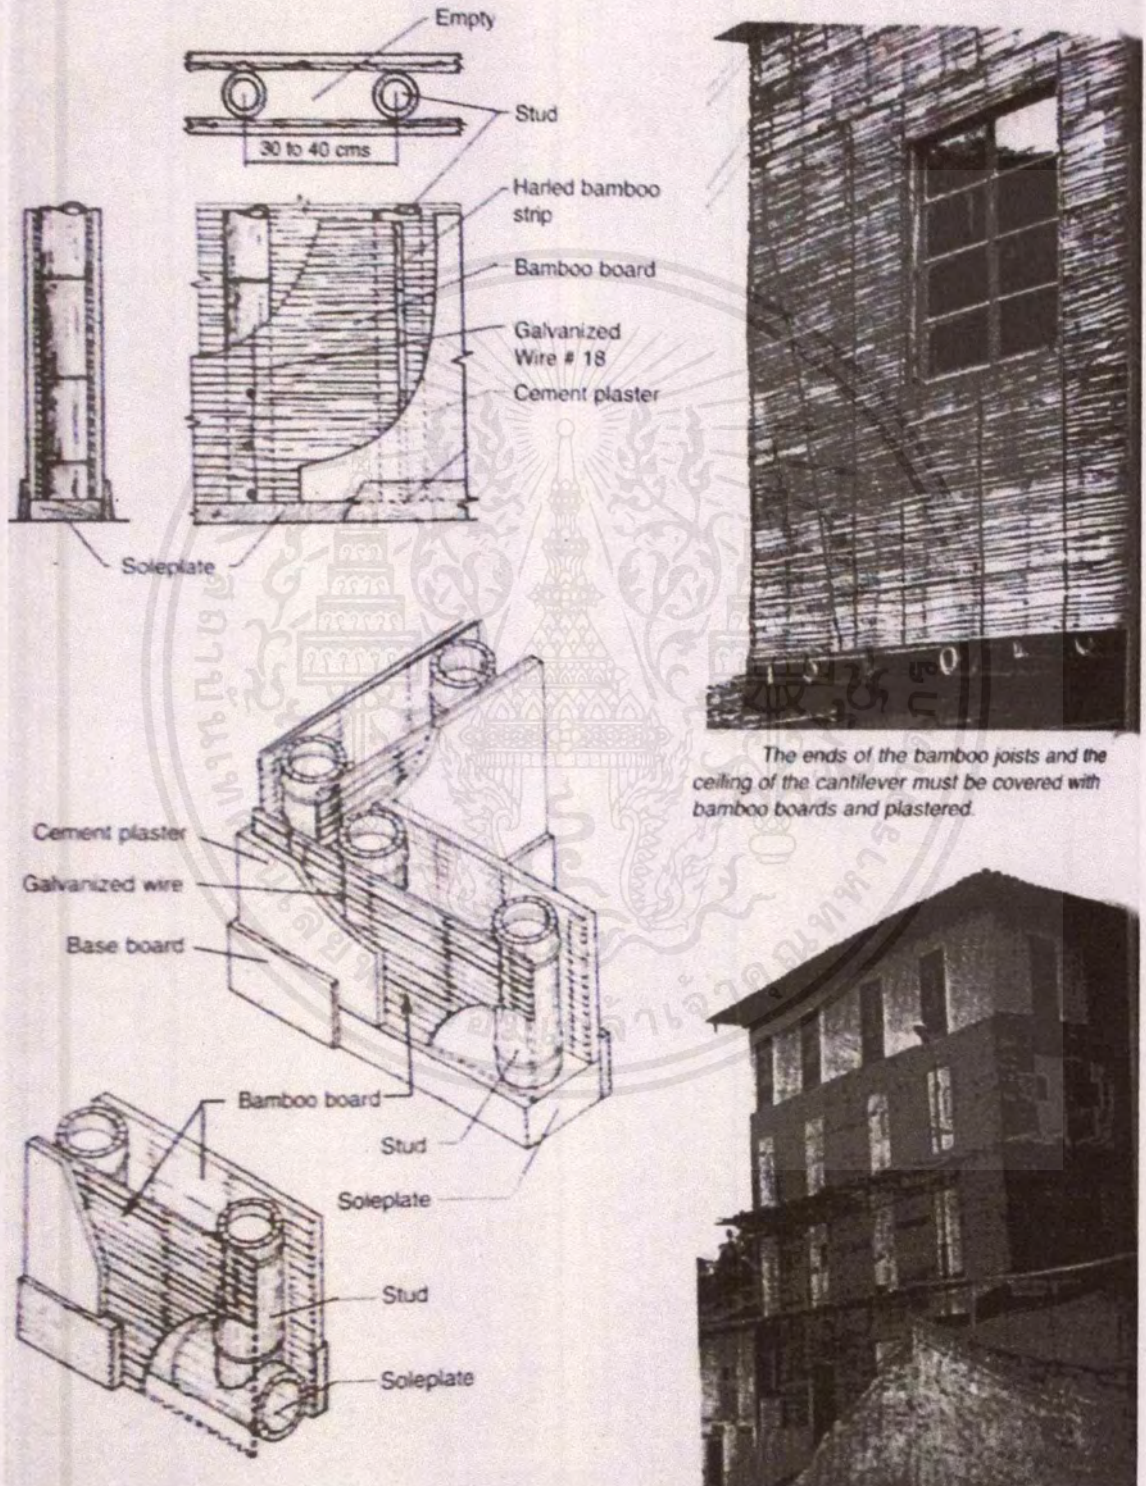 Empty
Stud
30 to 40 cms
Harled bamboo
strip
Bamboo board
Galvanized
Wire # 18
Cement plaster
Soleplate
The ends of the bamboo joists and the
ceiling of the cantilever must be covered with
bamboo boards and plastered.
Cement plaster
Galvanized wire
Base board
Bamboo board
Stud
Soleplate
Stud
Soleplate